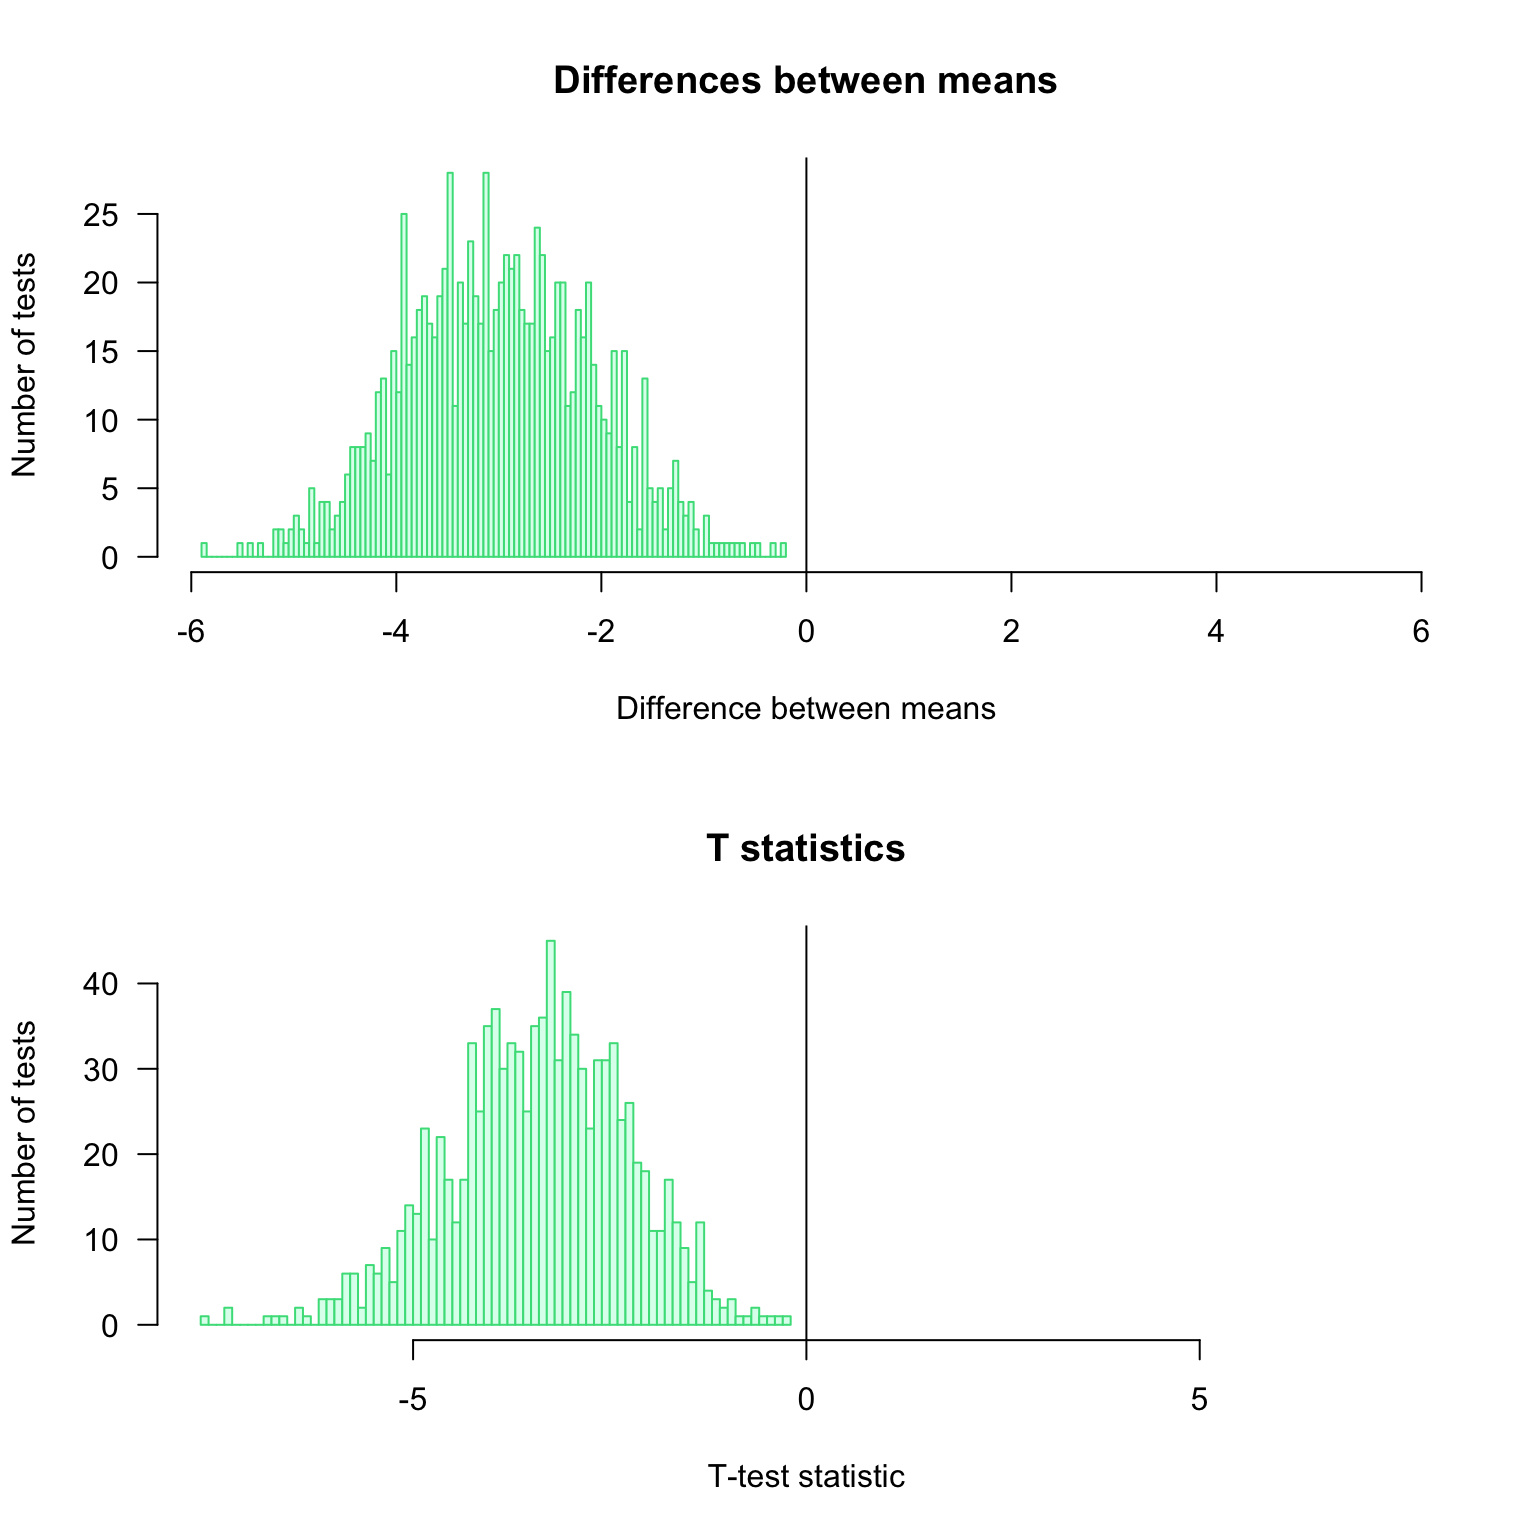 Differences between means
Number of tests
25
20
15
10
5
0
-6 -4 -2 0 2 4 6
Difference between means
T statistics
Number of tests
40
30
20
10
0
-5 0 5
T-test statistic